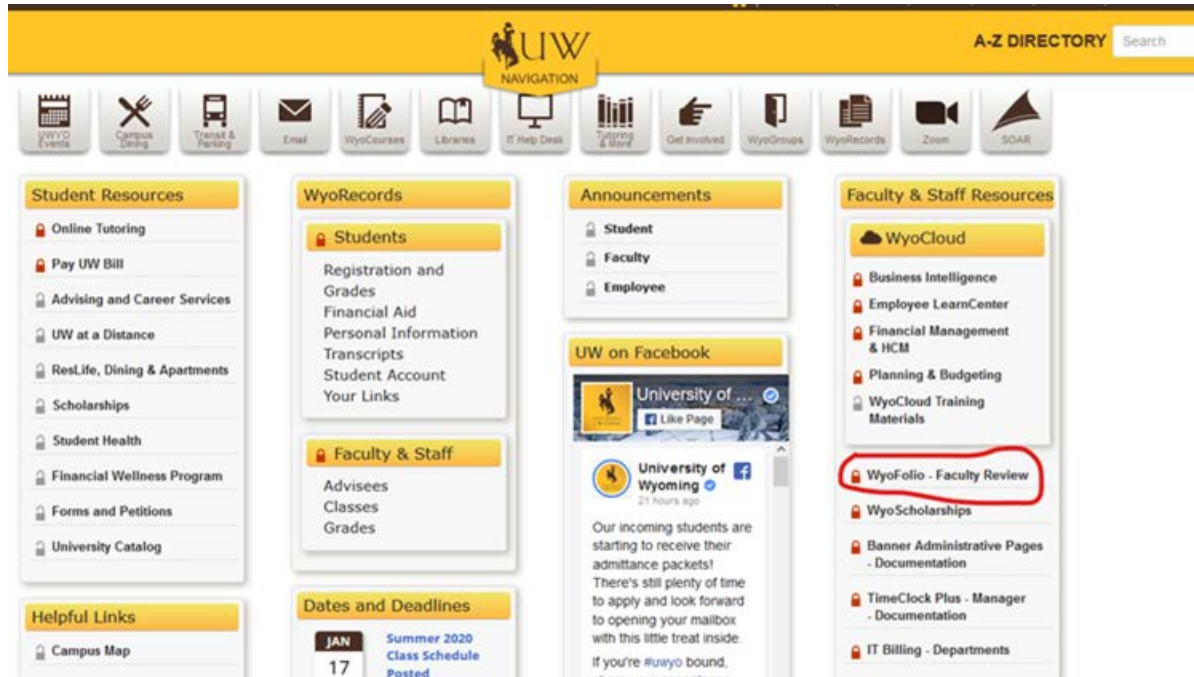 UW
NAVIGATION
A-Z DIRECTORY
Search
UWYO
Events
Campus
Dining
Transit &
Parking
Email
WyoCourses
Libraries
IT Help Desk
Tutoring
& More
Get Involved
WyoGroups
WyoRecords
Zoom
SOAR
Student Resources
Online Tutoring
Pay UW Bill
Advising and Career Services
UW at a Distance
ResLife, Dining & Apartments
Scholarships
Student Health
Financial Wellness Program
Forms and Petitions
University Catalog
Helpful Links
Campus Map
WyoRecords
Students
Registration and
Grades
Financial Aid
Personal Information
Transcripts
Student Account
Your Links
Faculty & Staff
Advisees
Classes
Grades
Dates and Deadlines
JAN
17
Summer 2020
Class Schedule
Posted
Announcements
Student
Faculty
Employee
UW on Facebook
University of ...
Like Page
University of
Wyoming
21 hours ago
Our incoming students are
starting to receive their
admittance packets!
There's still plenty of time
to apply and look forward
to opening your mailbox
with this little treat inside.
If you're #uwyo bound,
Faculty & Staff Resources
WyoCloud
Business Intelligence
Employee LearnCenter
Financial Management
& HCM
Planning & Budgeting
WyoCloud Training
Materials
WyoFolio - Faculty Review
WyoScholarships
Banner Administrative Pages
- Documentation
TimeClock Plus - Manager
- Documentation
IT Billing - Departments